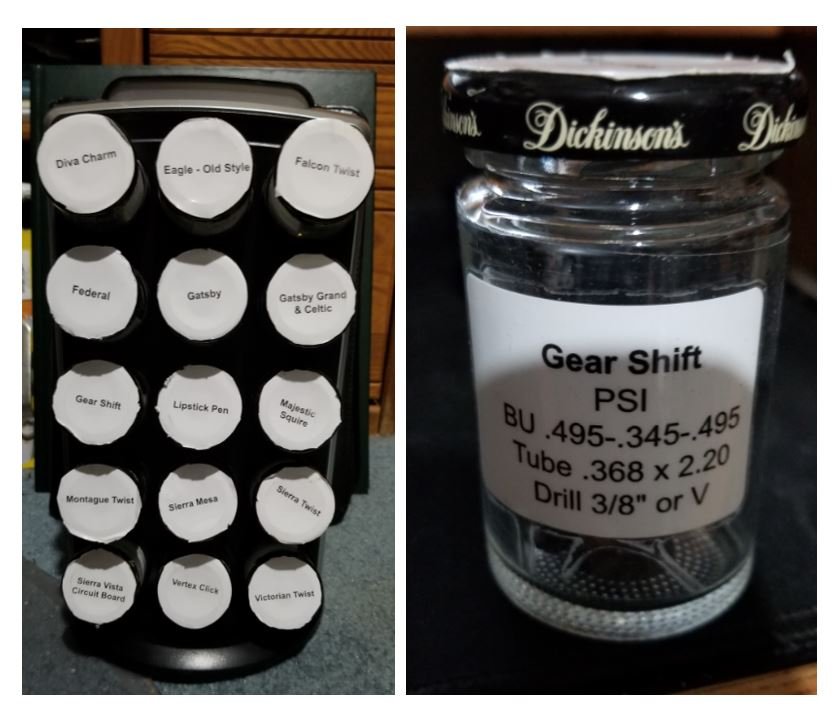 Diva Charm
Eagle - Old Style
Falcon Twist
Federal
Gatsby
Gatsby Grand
& Celtic
Gear Shift
Lipstick Pen
Majestic
Squire
Montague Twist
Sierra Mesa
Sierra Twist
Sierra Vista
Circuit Board
Vertex Click
Victorian Twist
Dickinson's
Gear Shift
PSI
BU .495-.345-.495
Tube .368 x 2.20
Drill 3/8" or V